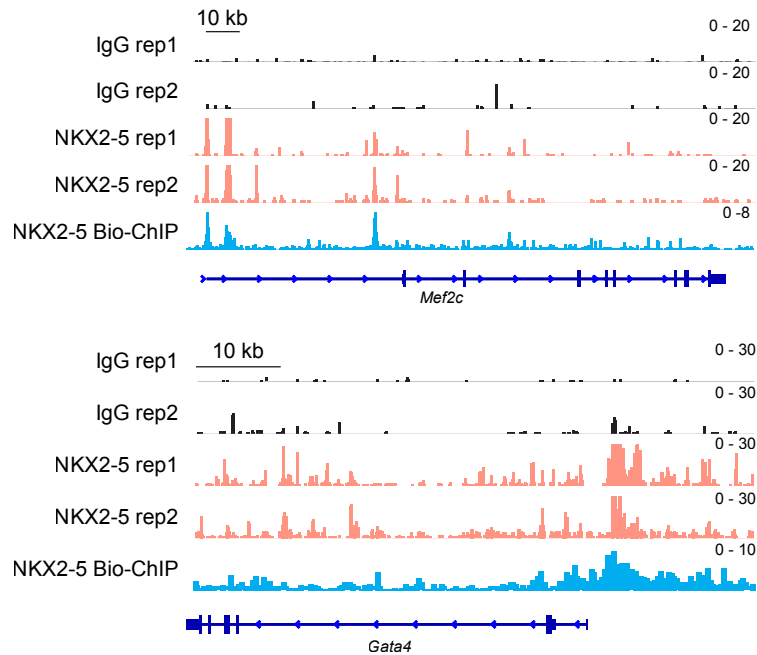 10 kb
0 - 20
IgG rep1
0 - 20
IgG rep2
0 - 20
NKX2-5 rep1
0 - 20
NKX2-5 rep2
0 -8
NKX2-5 Bio-ChIP
Mef2c
10 kb
0 - 30
IgG rep1
0 - 30
IgG rep2
0 - 30
NKX2-5 rep1
0 - 30
NKX2-5 rep2
0 - 10
NKX2-5 Bio-ChIP
Gata4